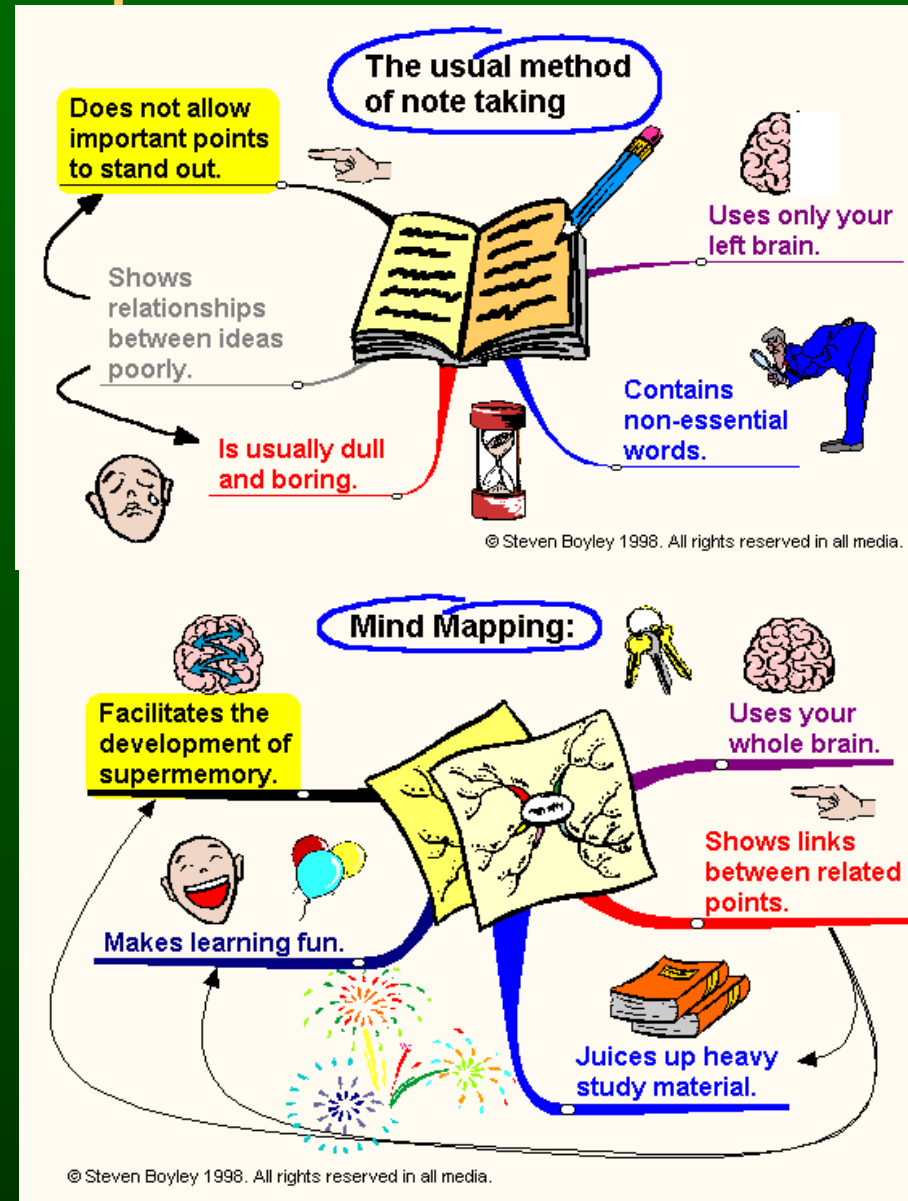 The usual method
of note taking
Does not allow
important points
to stand out.
Uses only your
left brain.
Shows
relationships
between ideas
poorly.
Contains
non-essential
words.
Is usually dull
and boring.
© Steven Boyley 1998. All rights reserved in all media.
Mind Mapping:
Facilitates the
development of
supermemory.
Uses your
whole brain.
Shows links
between related
points.
Makes learning fun.
Juices up heavy
study material.
© Steven Boyley 1998. All rights reserved in all media.